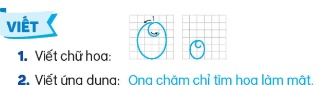 VIẾT
1. Viết chữ hoa: O O
2. Viết ứng dụng: Ong chăm chỉ tìm hoa làm mật.